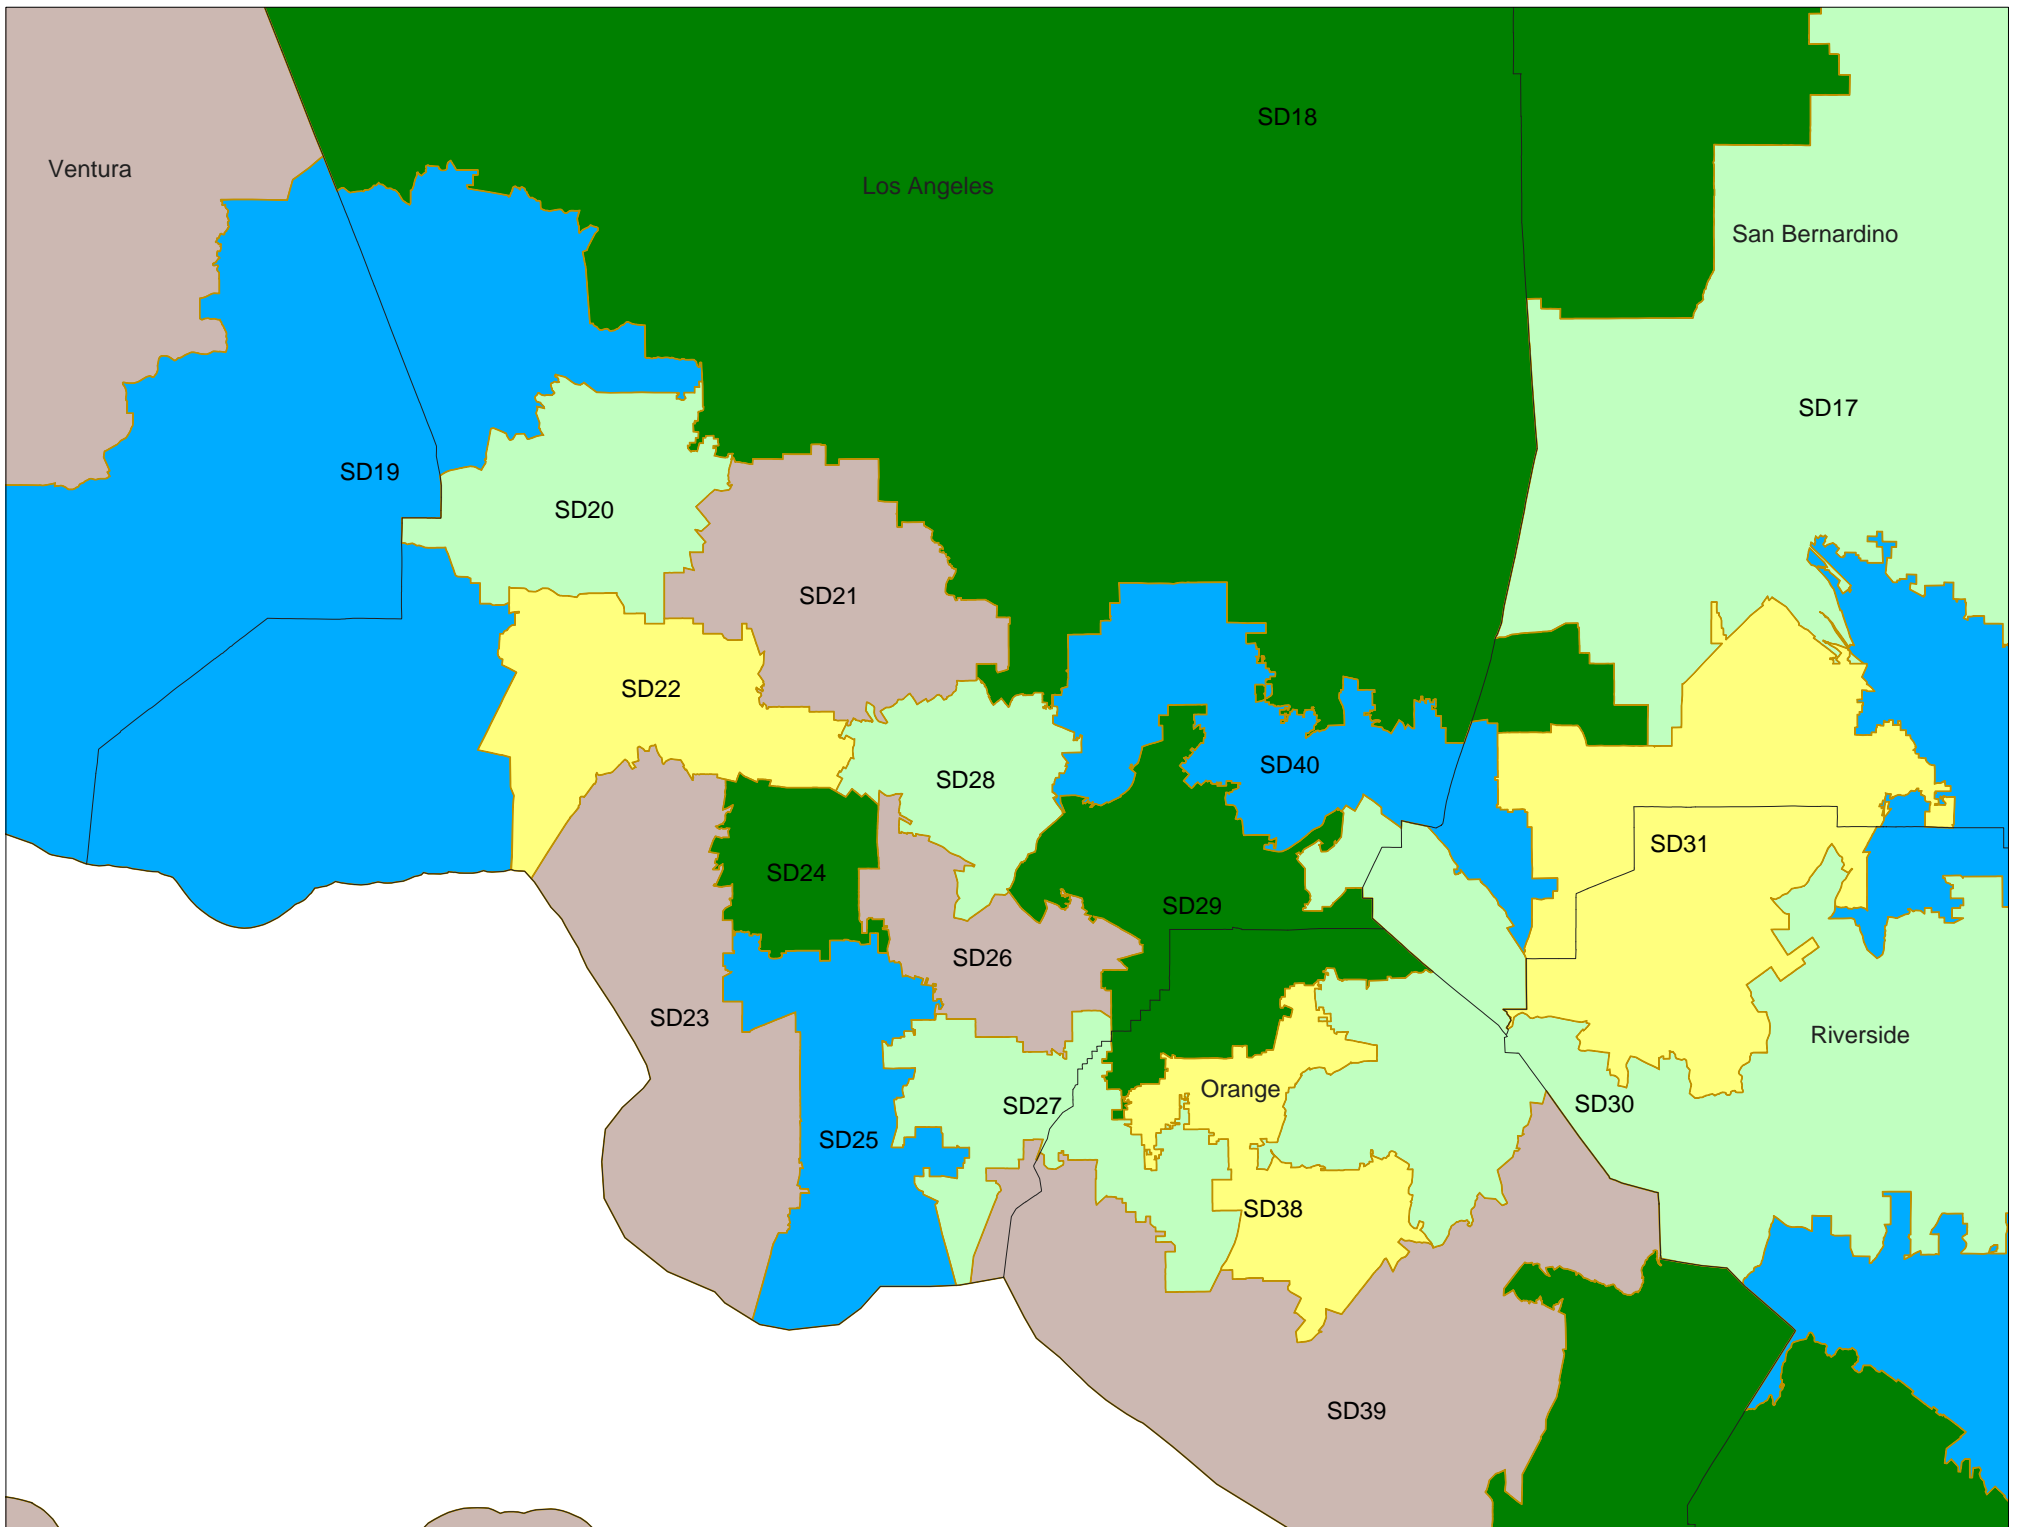 SD18
Ventura
Los Angeles
San Bernardino
SD17
SD19
SD20
SD21
SD22
SD40
SD28
SD31
SD24
SD29
SD26
SD23
Riverside
Orange
SD27
SD30
SD25
SD38
SD39